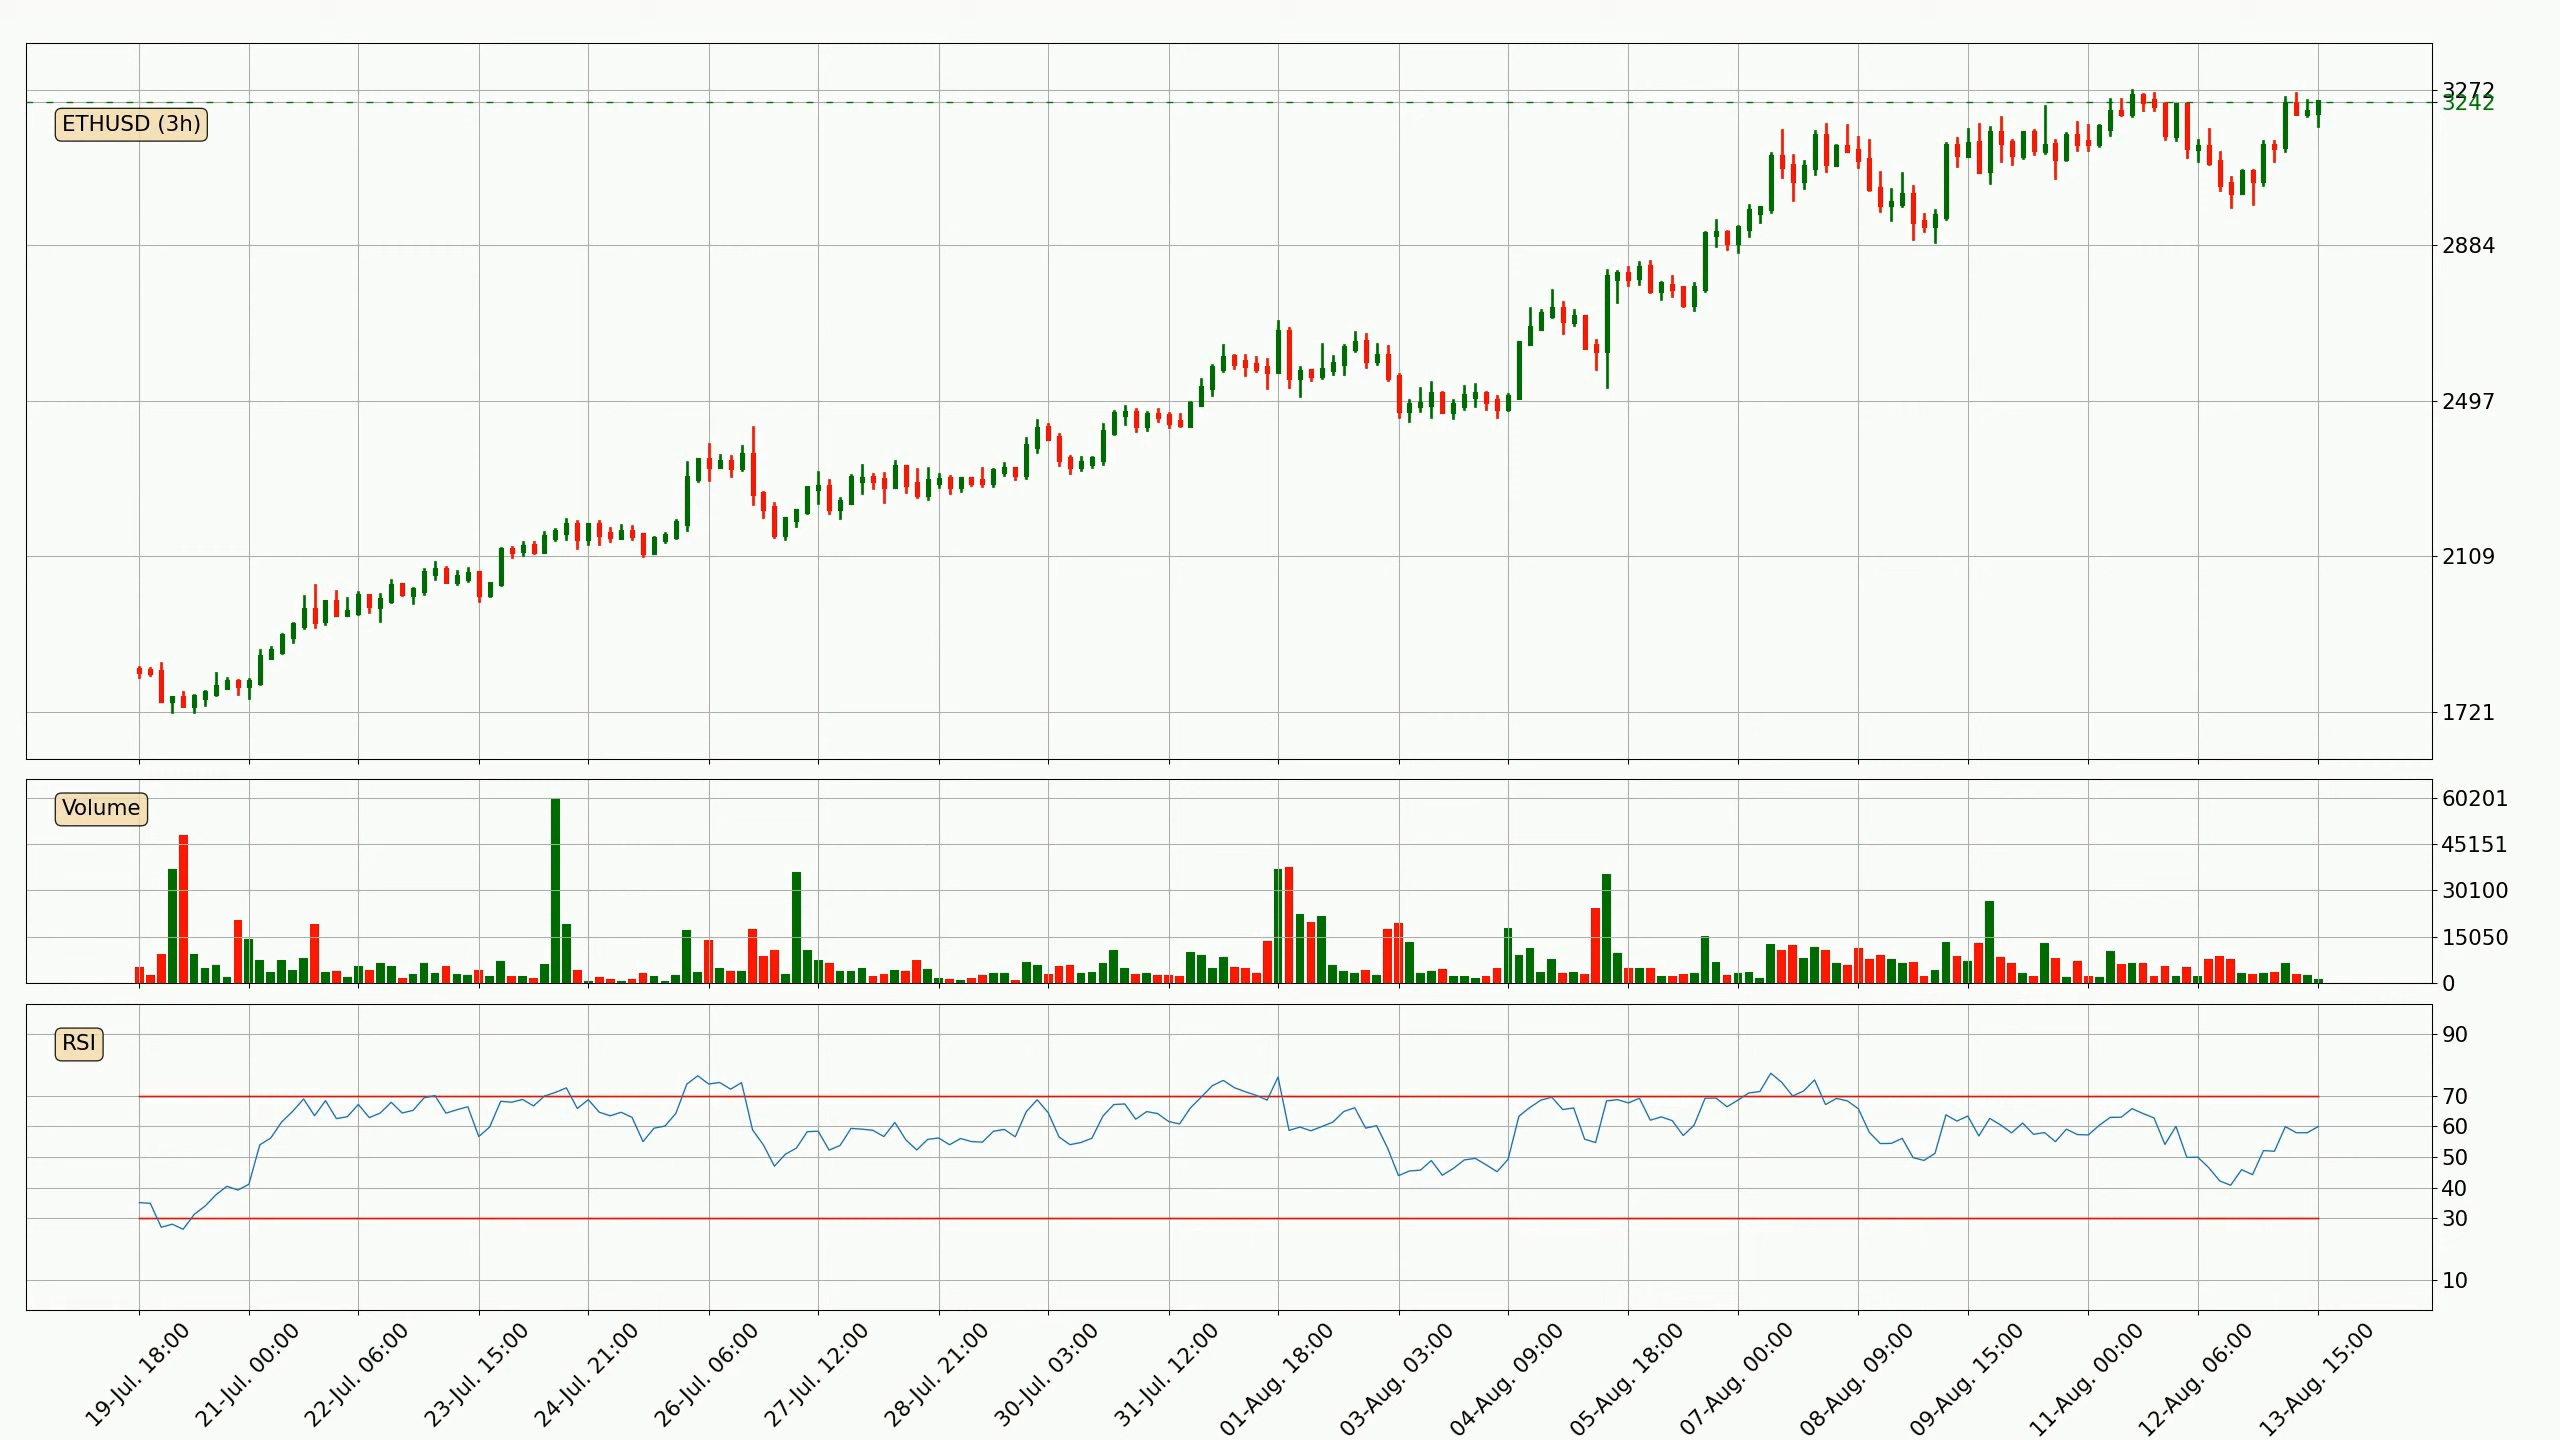 ETHUSD (3h)
3272
3242
2884
2497
2109
1721
Volume
60201
45151
30100
15050
0
RSI
90
70
60
50
40
30
10
19-Jul. 18:00
21-Jul. 00:00
22-Jul. 06:00
23-Jul. 15:00
24-Jul. 21:00
26-Jul. 06:00
27-Jul. 12:00
28-Jul. 21:00
30-Jul. 03:00
31-Jul. 12:00
01-Aug. 18:00
03-Aug. 03:00
04-Aug. 09:00
05-Aug. 18:00
07-Aug. 00:00
08-Aug. 09:00
09-Aug. 15:00
11-Aug. 00:00
12-Aug. 06:00
13-Aug. 15:00